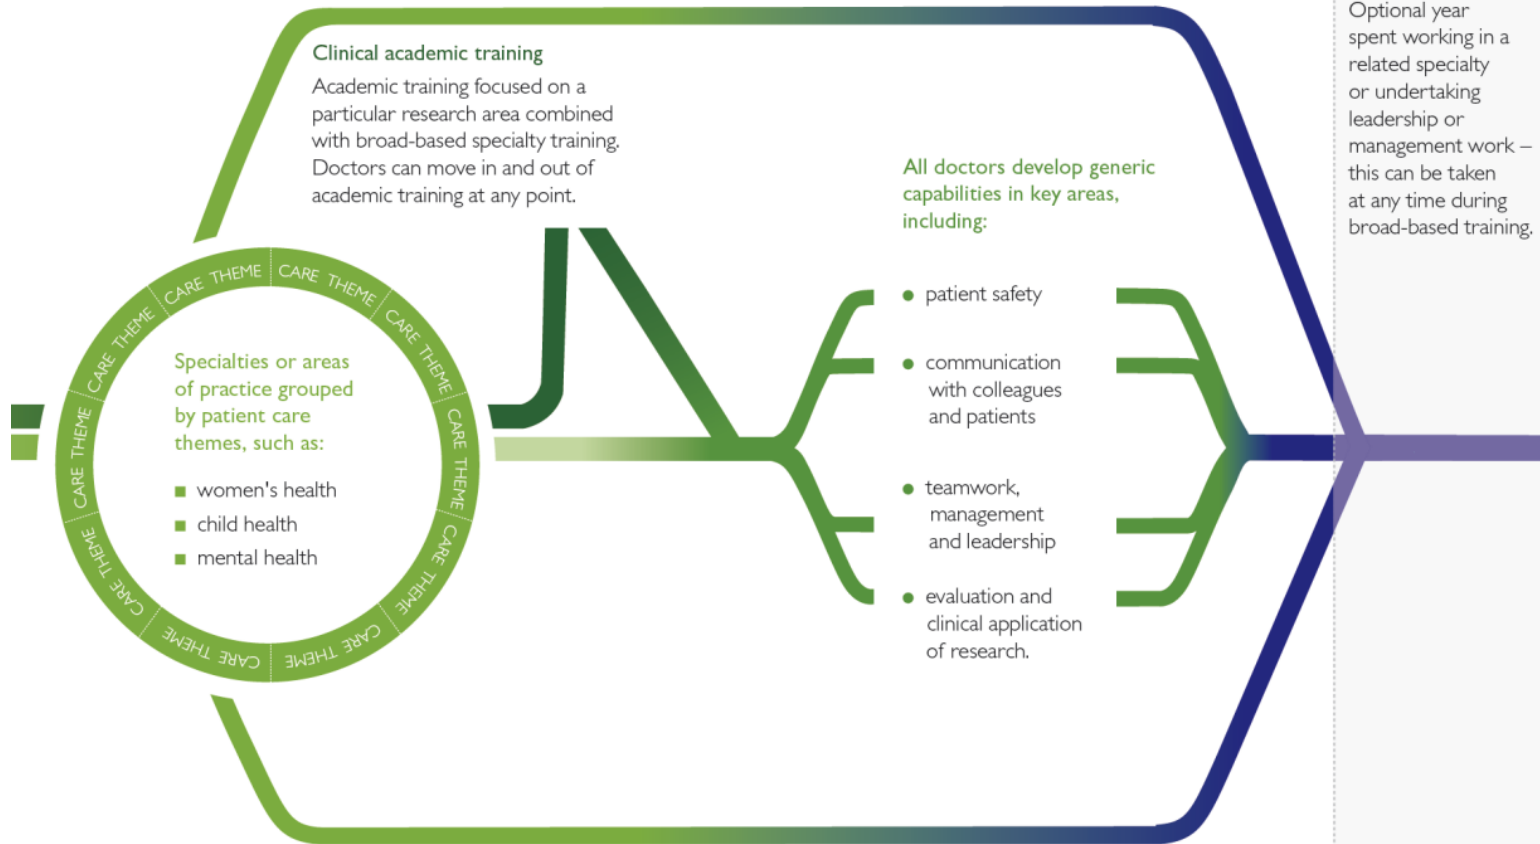 Clinical academic training
Academic training focused on a
particular research area combined
with broad-based specialty training.
Doctors can move in and out of
academic training at any point.
CARE THEME
CARE THEME
CARE THEME
CARE THEME
CARE THEME
CARE THEME
CARE THEME
CARE THEME
CARE THEME
CARE THEME
Specialties or areas
of practice grouped
by patient care
themes, such as:
women's health
child health
mental health
All doctors develop generic
capabilities in key areas,
including:
• patient safety
• communication
with colleagues
and patients
• teamwork,
management
and leadership
• evaluation and
clinical application
of research.
Optional year
spent working in a
related specialty
or undertaking
leadership or
management work –
this can be taken
at any time during
broad-based training.